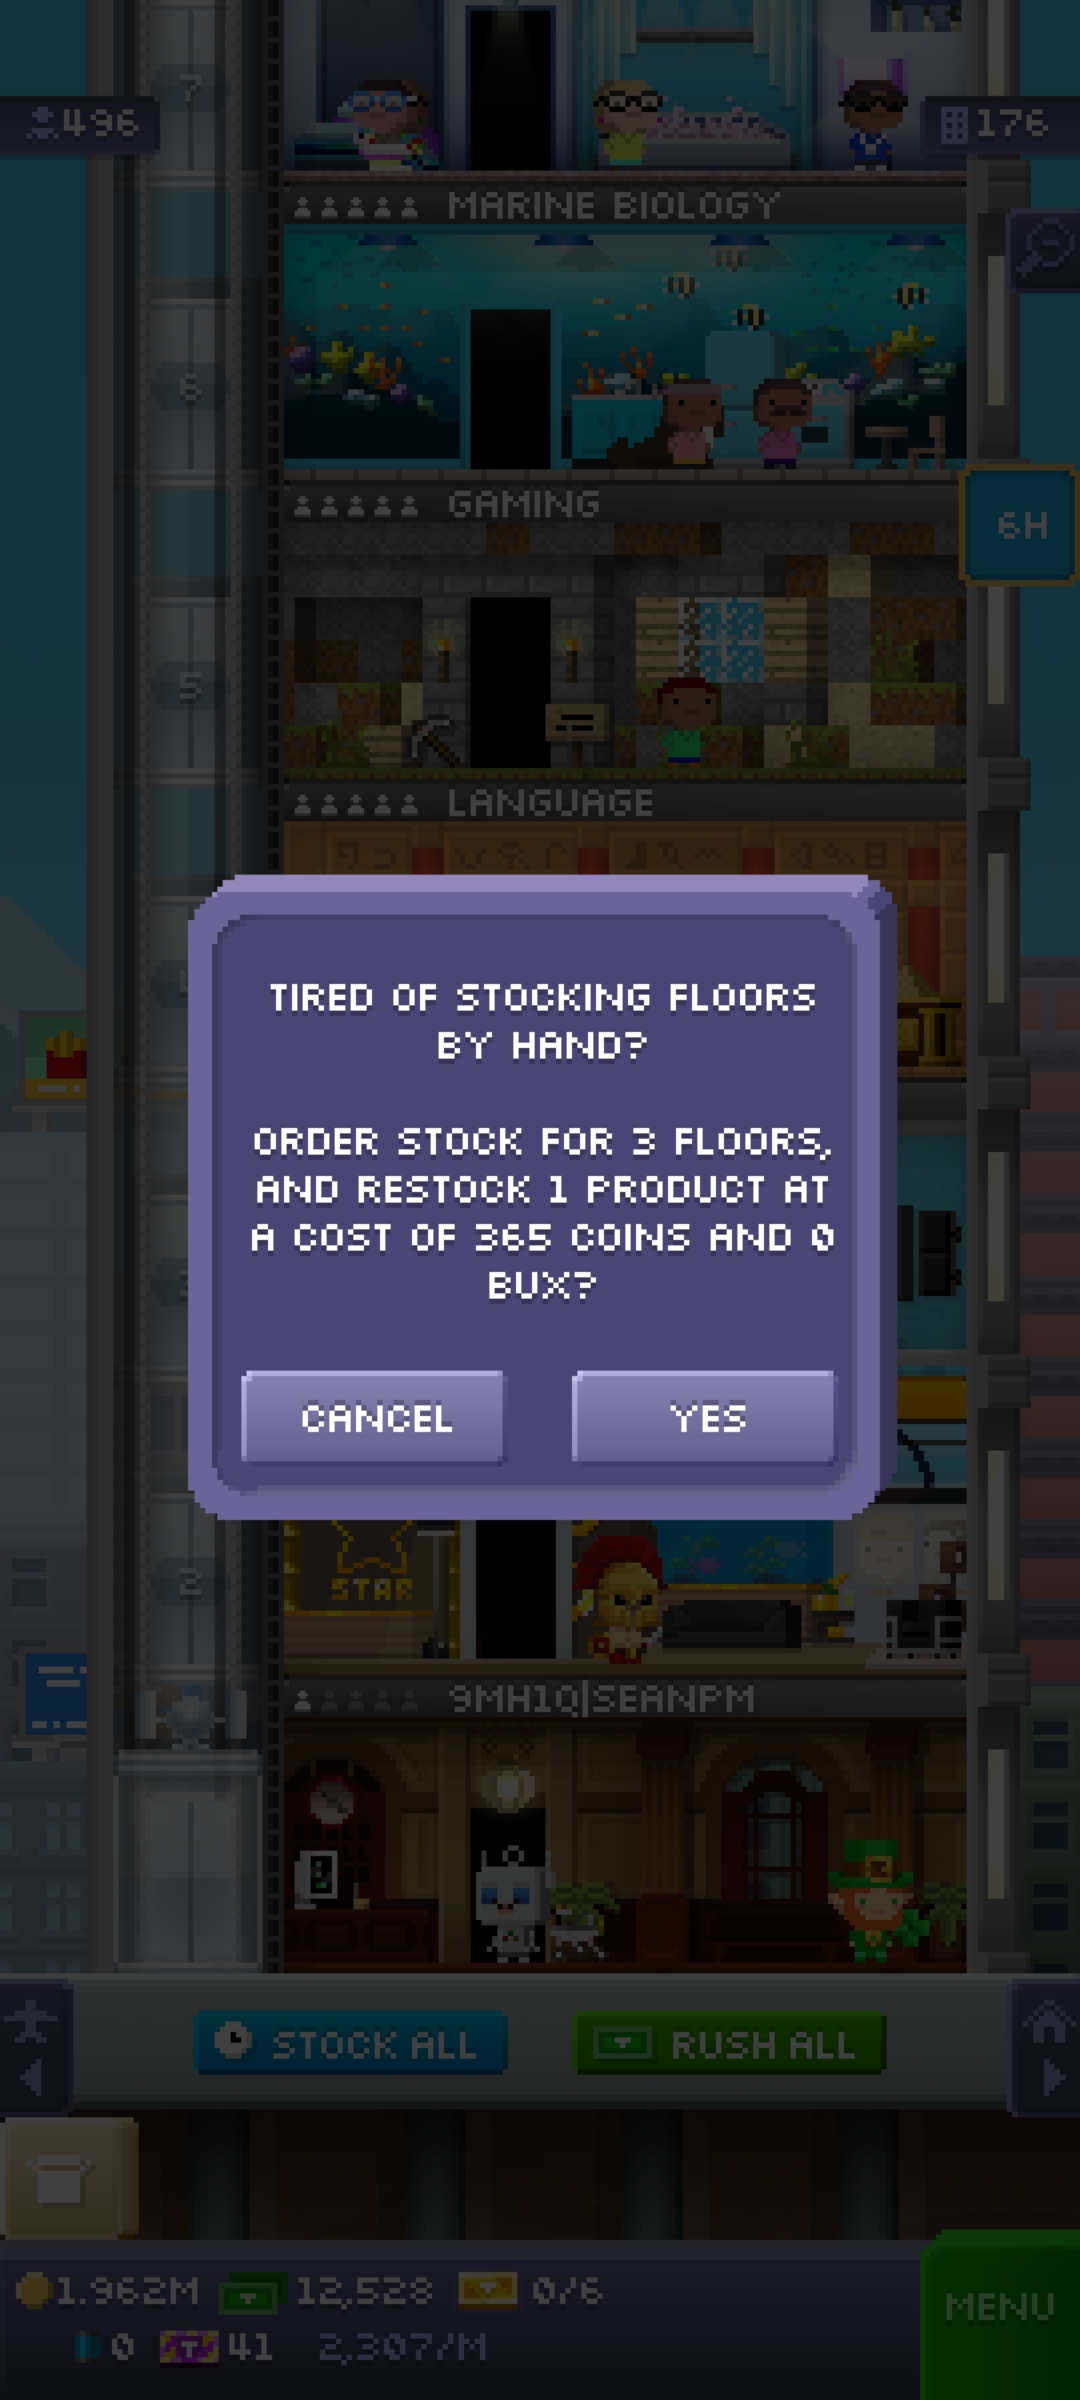 7
496
176
MARINE BIOLOGY
6
GAMING
6H
5
LANGUAGE
TIRED OF STOCKING FLOORS
BY HAND?
ORDER STOCK FOR 3 FLOORS,
AND RESTOCK 1 PRODUCT AT
A COST OF 365 COINS AND 0
BUX?
CANCEL
YES
STAR
2
9MH1Q|SEANPM
STOCK ALL
RUSH ALL
1.962M
12,528
0/6
MENU
0
41
2,307/M